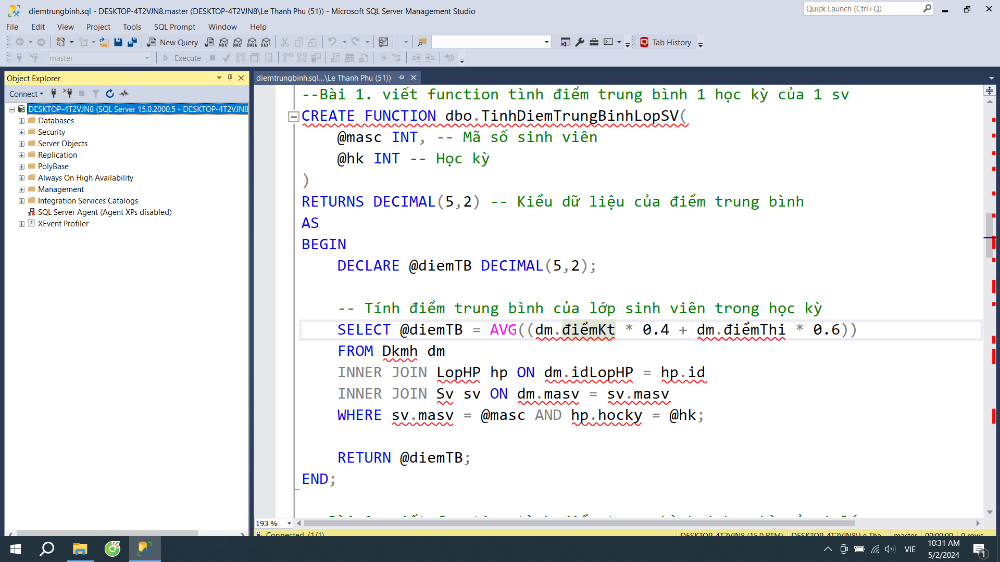 diemtrungbinh.sql - DESKTOP-4T2VJN8.master (DESKTOP-4T2VJN8\Le Thanh Phu (51)) - Microsoft SQL Server Management Studio
Quick Launch (Ctrl+Q)
File Edit View Project Tools SQL Prompt Window Help
New Query MDX DMX XMLA DAX Tab History
master Execute
Object Explorer
Connect
DESKTOP-4T2VJN8 (SQL Server 15.0.2000.5 - DESKTOP-4T2VJN8
Databases
Security
Server Objects
Replication
PolyBase
Always On High Availability
Management
Integration Services Catalogs
SQL Server Agent (Agent XPs disabled)
XEvent Profiler
diemtrungbinh.sql...\Le Thanh Phu (51))
--Bài 1. viết function tình điểm trung bình 1 học kỳ của 1 sv
CREATE FUNCTION dbo.TinhDiemTrungBinhLopSV(
@masc INT, -- Mã số sinh viên
@hk INT -- Học kỳ
)
RETURNS DECIMAL(5,2) -- Kiểu dữ liệu của điểm trung bình
AS
BEGIN
DECLARE @diemTB DECIMAL(5,2);
-- Tính điểm trung bình của lớp sinh viên trong học kỳ
SELECT @diemTB = AVG((dm.điểmKt * 0.4 + dm.điểmThi * 0.6))
FROM Dkmh dm
INNER JOIN LopHP hp ON dm.idLopHP = hp.id
INNER JOIN Sv sv ON dm.masv = sv.masv
WHERE sv.masv = @masc AND hp.hocky = @hk;
RETURN @diemTB;
END;
193 %
Connected. (1/1) DESKTOP-4T2VJN8 (15.0 RTM) DESKTOP-4T2VJN8\Le Tha... master 00:00:00 0 rows
VIE
10:31 AM
5/2/2024
1